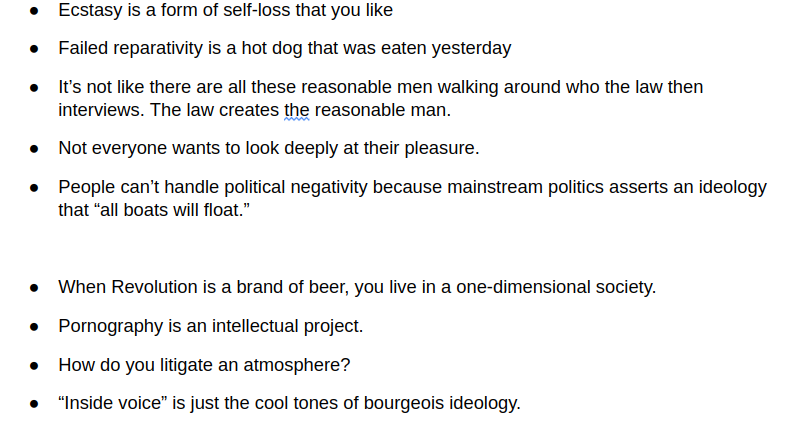 ● Ecstasy is a form of self-loss that you like
● Failed reparativity is a hot dog that was eaten yesterday
● It’s not like there are all these reasonable men walking around who the law then
interviews. The law creates the reasonable man.
● Not everyone wants to look deeply at their pleasure.
● People can’t handle political negativity because mainstream politics asserts an ideology
that “all boats will float.”
● When Revolution is a brand of beer, you live in a one-dimensional society.
● Pornography is an intellectual project.
● How do you litigate an atmosphere?
● “Inside voice” is just the cool tones of bourgeois ideology.